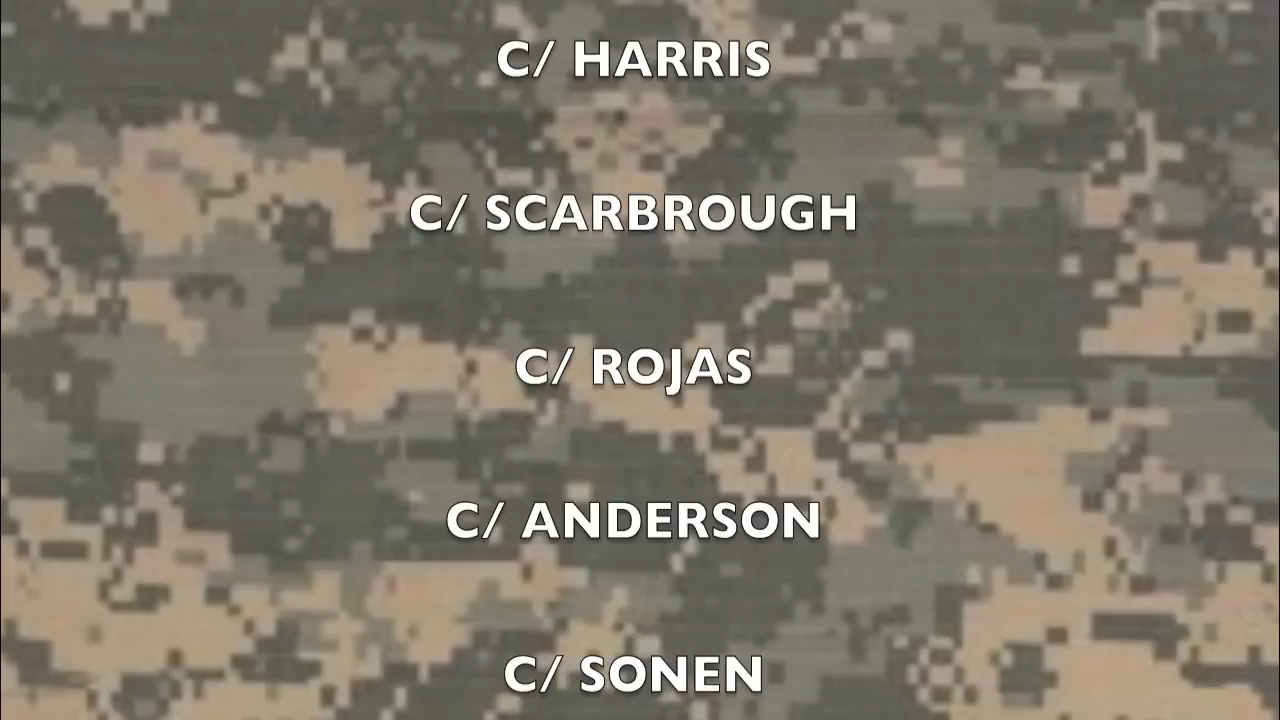 C/ HARRIS
C/ SCARBROUGH
C/ ROJAS
C/ ANDERSON
C/ SONEN